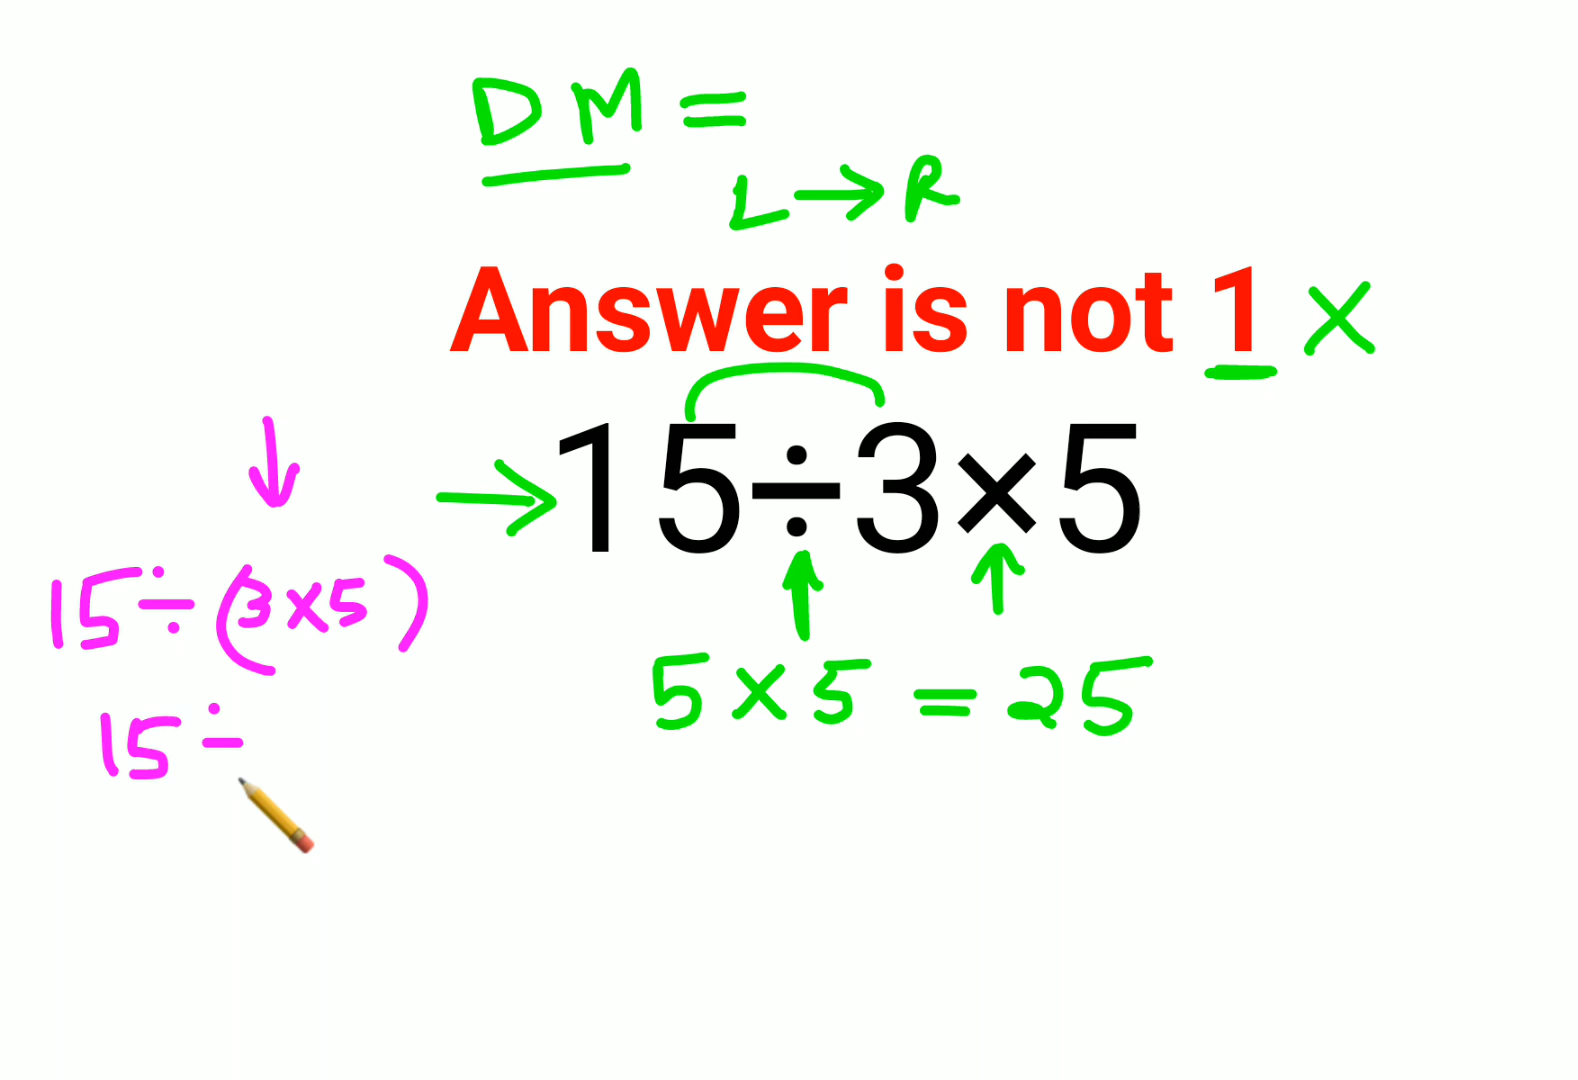 DM =
L→R
Answer is not 1 ×
→15÷3×5
15÷(3×5)
5×5=25
15÷